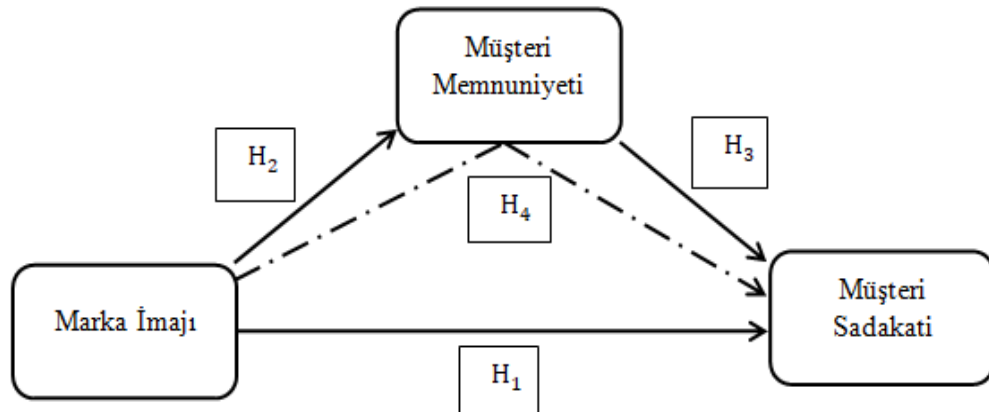 Müşteri
Memnuniyeti
H₂
H₃
H₄
Marka İmajı
Müşteri
Sadakati
H₁